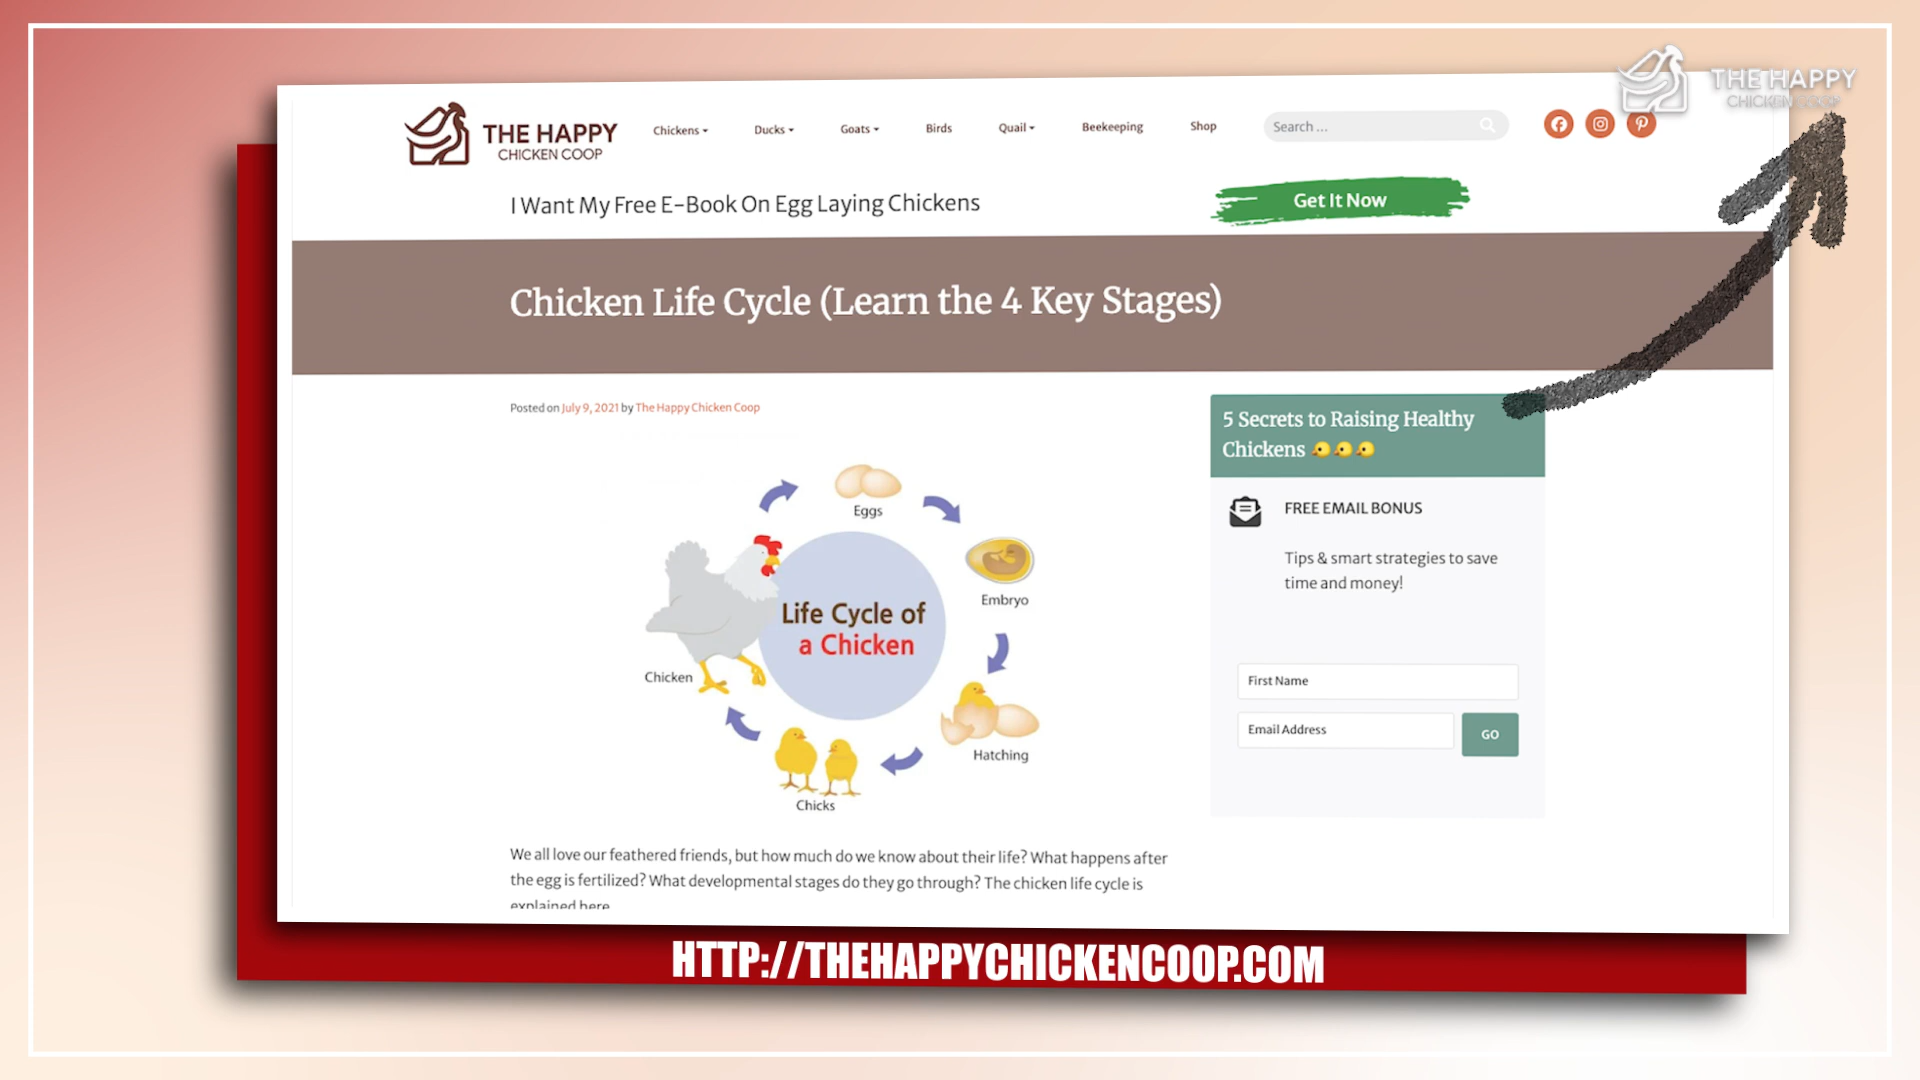 THE HAPPY
CHICKEN COOP
Chickens
Ducks
Goats
Birds
Quail
Beekeeping
Shop
Search ...
THE HAPPY
CHICKEN COOP
I Want My Free E-Book On Egg Laying Chickens
Get It Now
Chicken Life Cycle (Learn the 4 Key Stages)
Posted on July 9, 2021 by The Happy Chicken Coop
Eggs
Embryo
Hatching
Chicks
Chicken
Life Cycle of
a Chicken
5 Secrets to Raising Healthy
Chickens
FREE EMAIL BONUS
Tips & smart strategies to save
time and money!
First Name
Email Address
GO
We all love our feathered friends, but how much do we know about their life? What happens after
the egg is fertilized? What developmental stages do they go through? The chicken life cycle is
explained here
HTTP://THEHAPPYCHICKENCOOP.COM